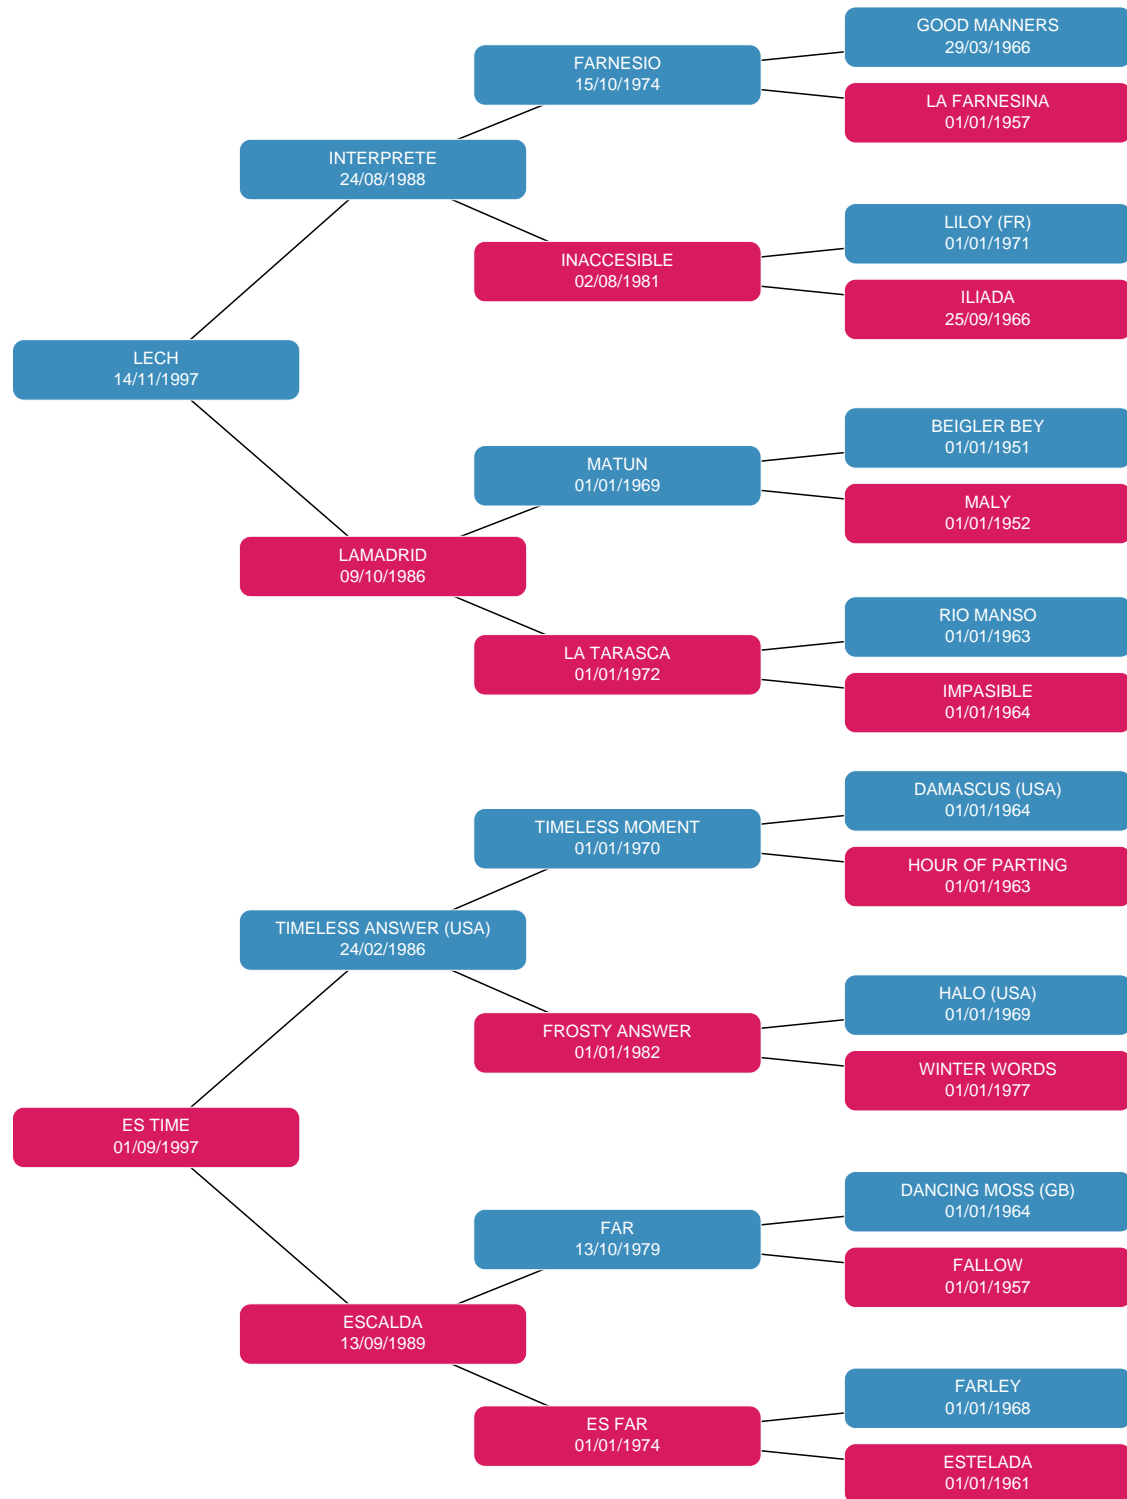 GOOD MANNERS
29/03/1966
FARNESIO
15/10/1974
LA FARNESINA
01/01/1957
INTERPRETE
24/08/1988
LILOY (FR)
01/01/1971
INACCESIBLE
02/08/1981
ILIADA
25/09/1966
LECH
14/11/1997
BEIGLER BEY
01/01/1951
MATUN
01/01/1969
MALY
01/01/1952
LAMADRID
09/10/1986
RIO MANSO
01/01/1963
LA TARASCA
01/01/1972
IMPASIBLE
01/01/1964
DAMASCUS (USA)
01/01/1964
TIMELESS MOMENT
01/01/1970
HOUR OF PARTING
01/01/1963
TIMELESS ANSWER (USA)
24/02/1986
HALO (USA)
01/01/1969
FROSTY ANSWER
01/01/1982
WINTER WORDS
01/01/1977
ES TIME
01/09/1997
DANCING MOSS (GB)
01/01/1964
FAR
13/10/1979
FALLOW
01/01/1957
ESCALDA
13/09/1989
FARLEY
01/01/1968
ES FAR
01/01/1974
ESTELADA
01/01/1961